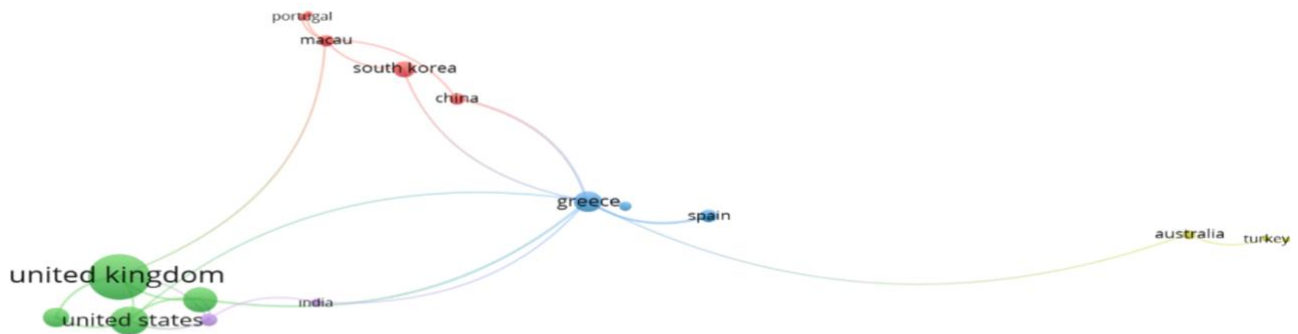 portugal
macau
south korea
china
greece
spain
australia
turkey
united kingdom
india
united states